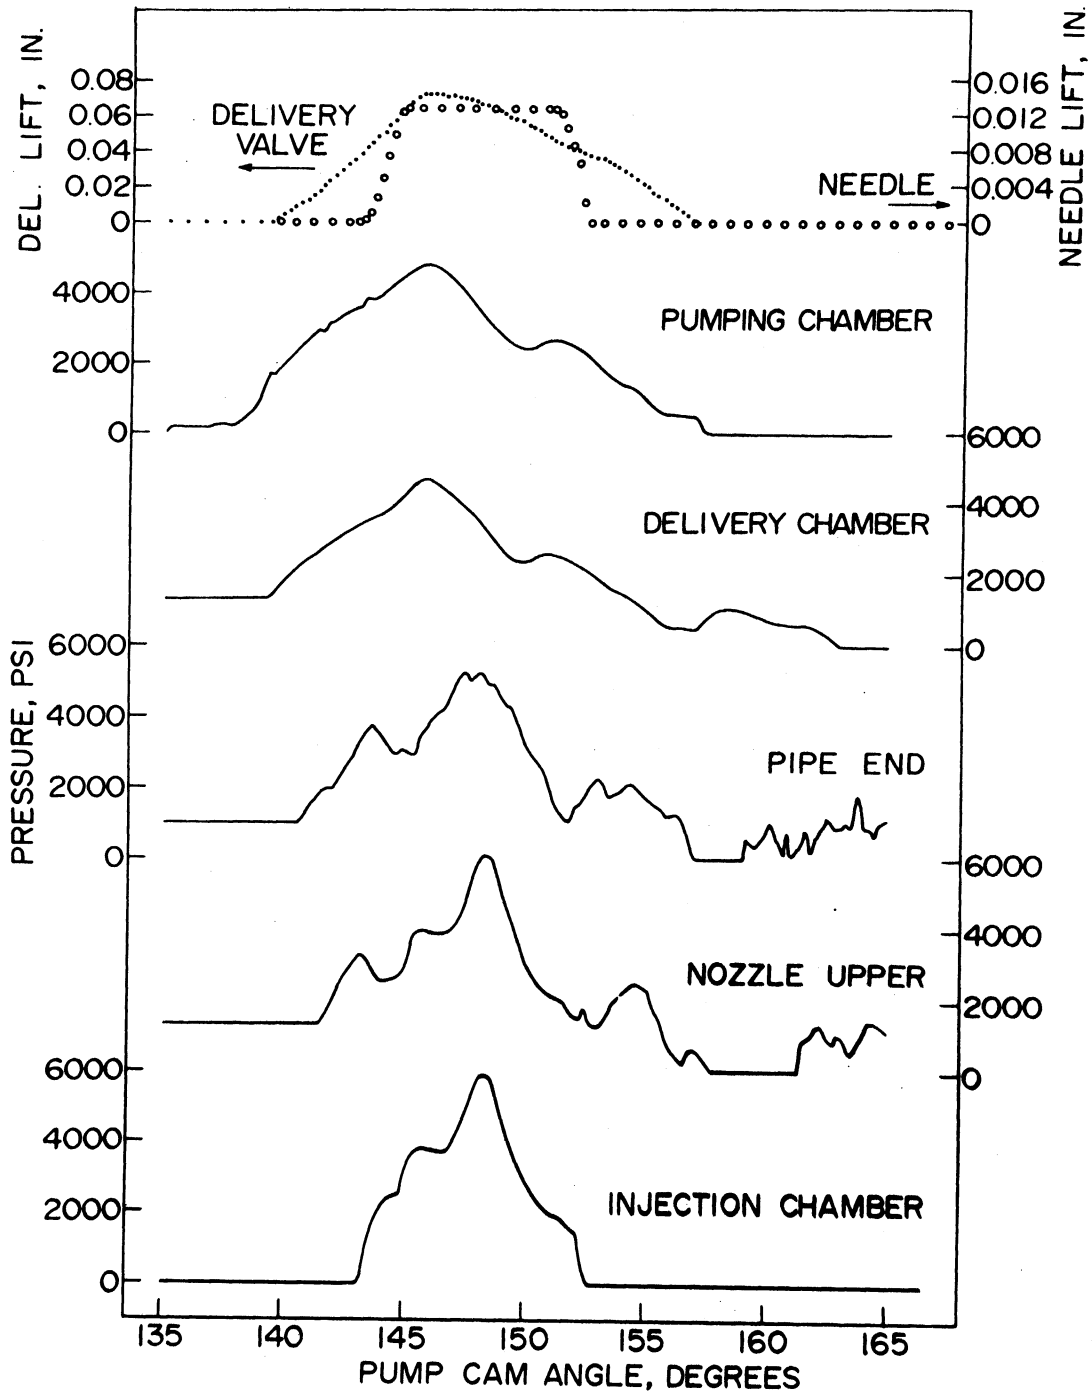 DEL. LIFT, IN.
NEEDLE LIFT, IN.
0.08
0.06
0.04
0.02
0
0.016
0.012
0.008
0.004
0
DELIVERY
VALVE
NEEDLE
4000
2000
0
PUMPING CHAMBER
6000
4000
2000
0
DELIVERY CHAMBER
PRESSURE, PSI
6000
4000
2000
0
PIPE END
6000
4000
2000
0
NOZZLE UPPER
6000
4000
2000
0
INJECTION CHAMBER
135 140 145 150 155 160 165
PUMP CAM ANGLE, DEGREES